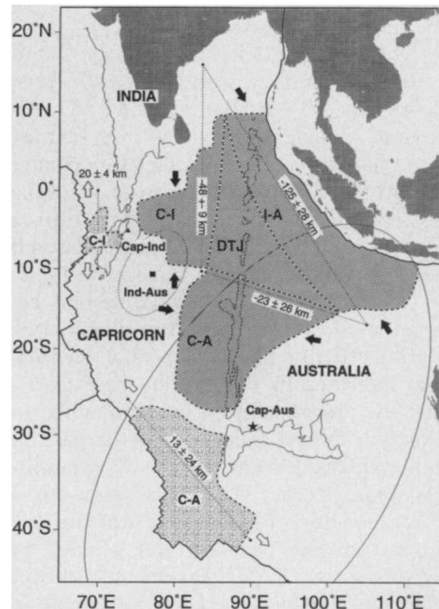 20°N
INDIA
10°N
20 ± 4 km
0°
C-I
-48 ± 9 km
I-A
-125 ± 28 km
C-I
Cap-Ind
DTJ
10°S
Ind-Aus
-23 ± 26 km
CAPRICORN
C-A
AUSTRALIA
20°S
Cap-Aus
30°S
13 ± 24 km
C-A
40°S
70°E
80°E
90°E
100°E
110°E